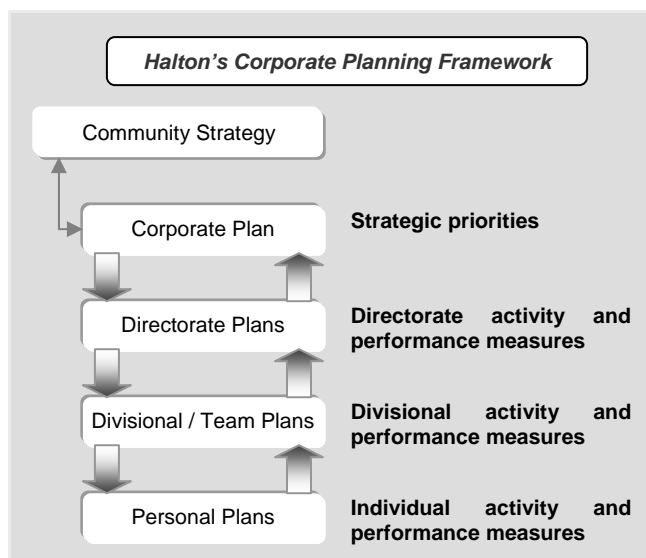 Halton's Corporate Planning Framework
Community Strategy
Corporate Plan
Strategic priorities
Directorate Plans
Directorate activity and
performance measures
Divisional / Team Plans
Divisional activity and
performance measures
Personal Plans
Individual activity and
performance measures